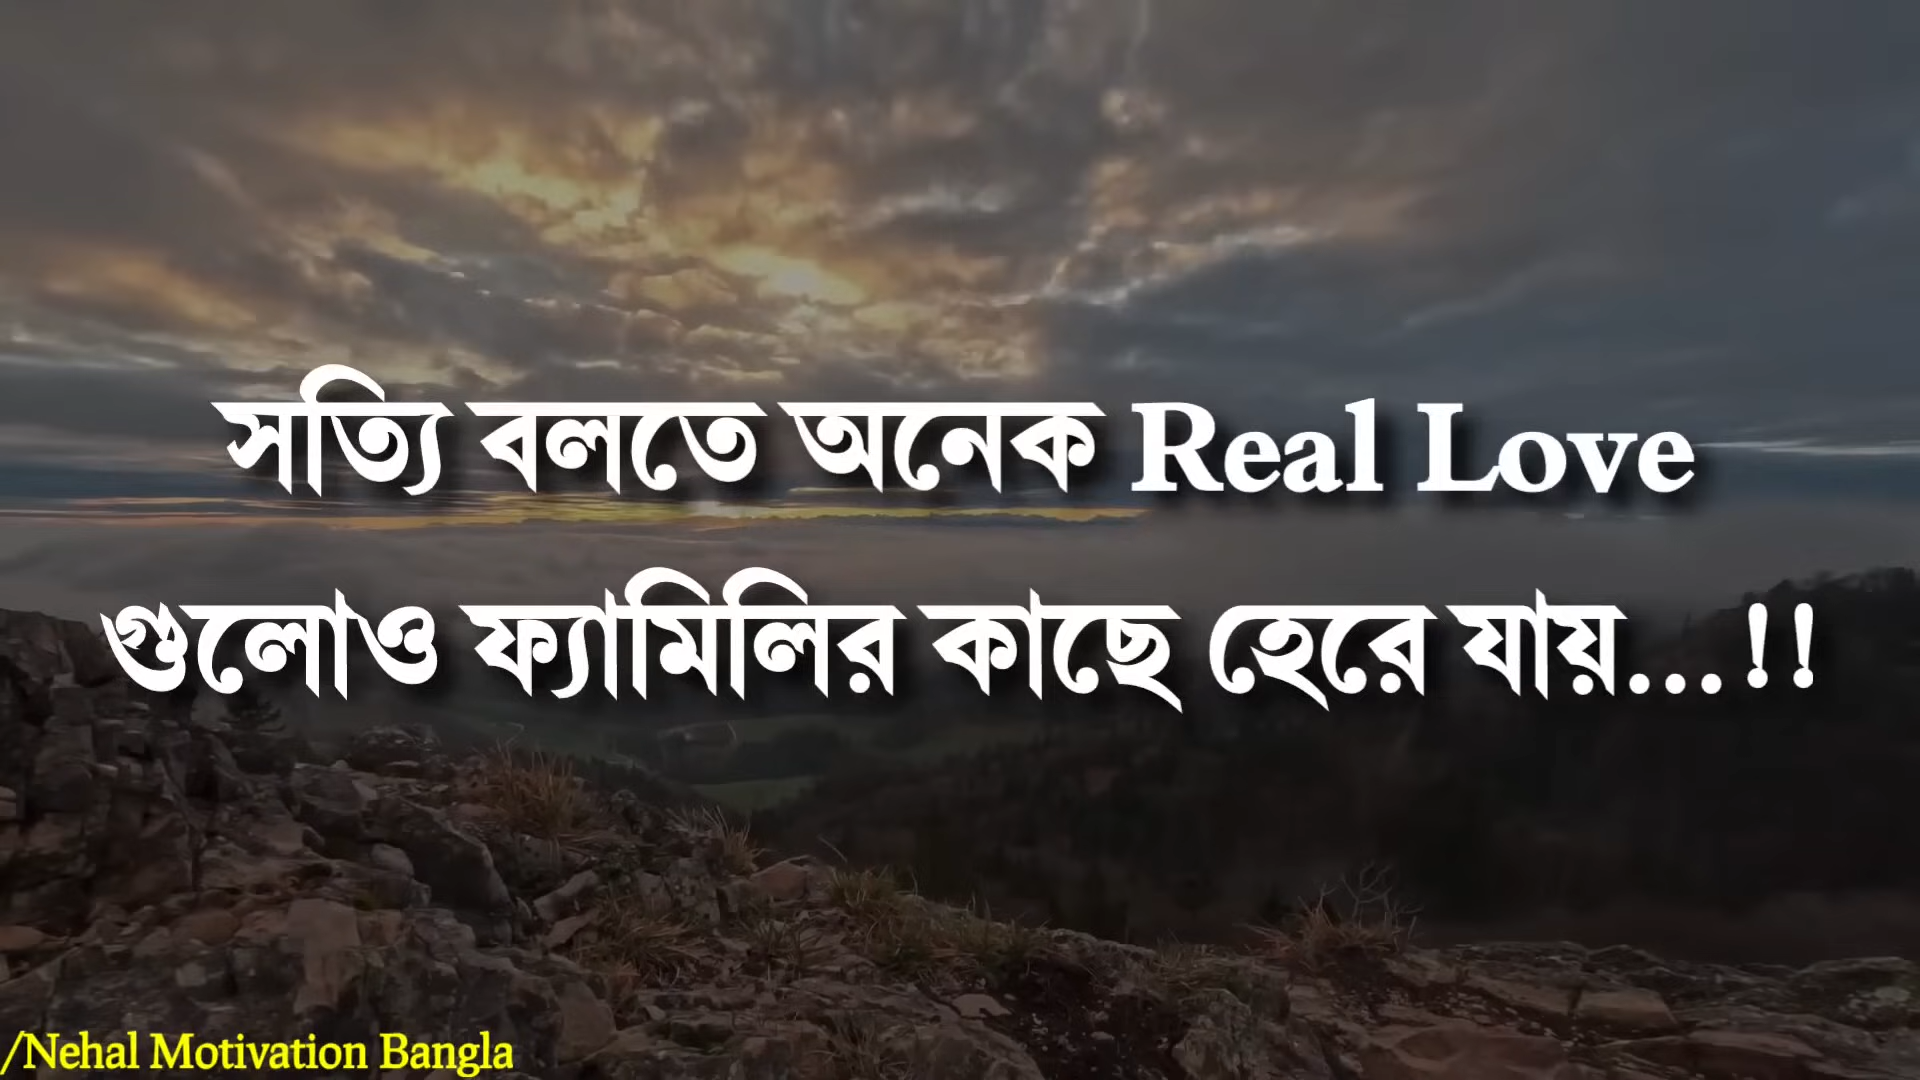 সত্যি বলতে অনেক Real Love
গুলোও ফ্যামিলির কাছে হেরে যায়...!!
/Nehal Motivation Bangla